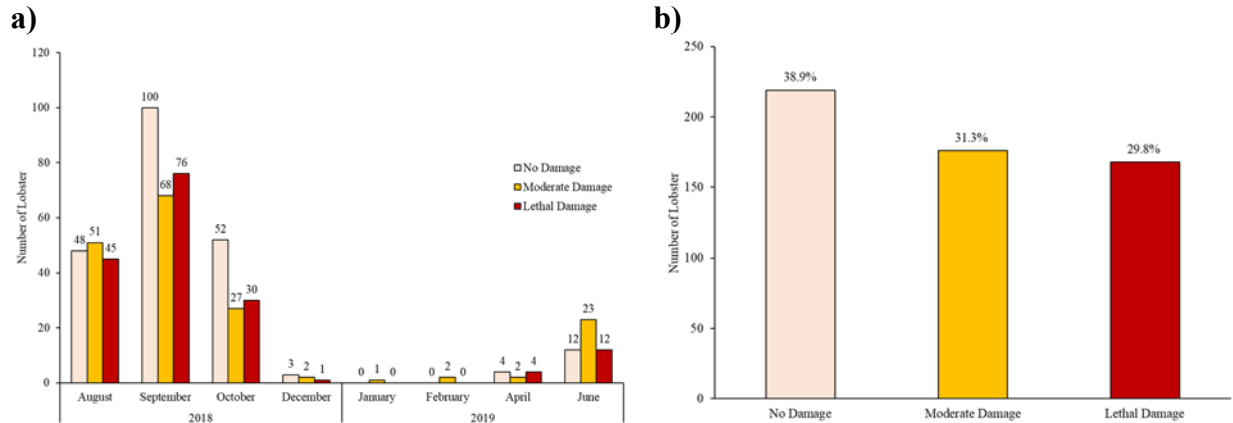 a)
120
100
80
60
40
20
0
Number of Lobster
48 51 45
100 68 76
52 27 30
3 2 1
0 1 0
0 2 0
4 2 4
12 23 12
No Damage
Moderate Damage
Lethal Damage
August September October December January February April June
2018 2019
b)
250
200
150
100
50
0
Number of Lobster
38.9%
31.3%
29.8%
No Damage Moderate Damage Lethal Damage